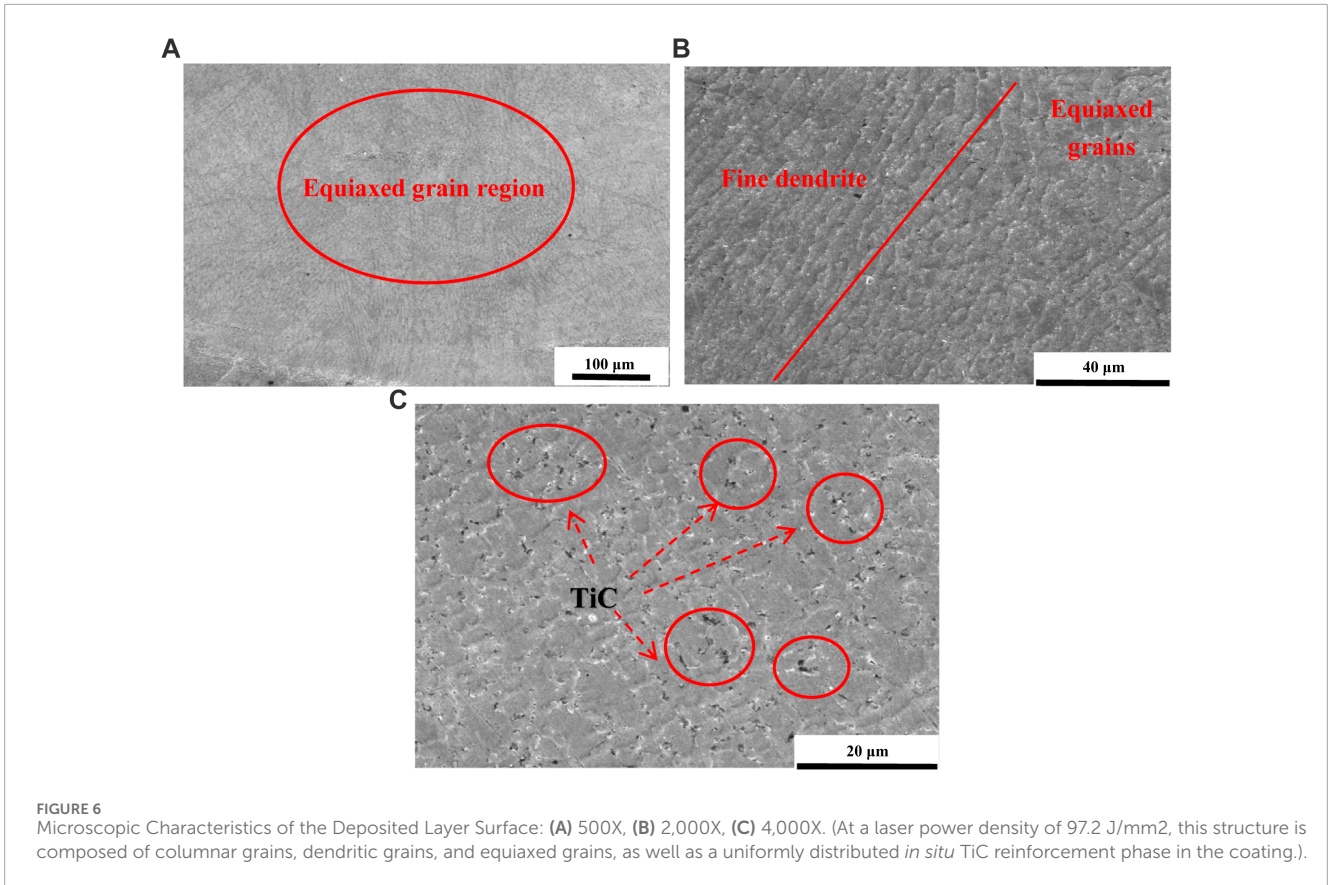 A
Equiaxed grain region
100 µm
B
Equiaxed
grains
Fine dendrite
40 µm
C
TiC
20 µm
FIGURE 6
Microscopic Characteristics of the Deposited Layer Surface: (A) 500X, (B) 2,000X, (C) 4,000X. (At a laser power density of 97.2 J/mm2, this structure is
composed of columnar grains, dendritic grains, and equiaxed grains, as well as a uniformly distributed in situ TiC reinforcement phase in the coating.).